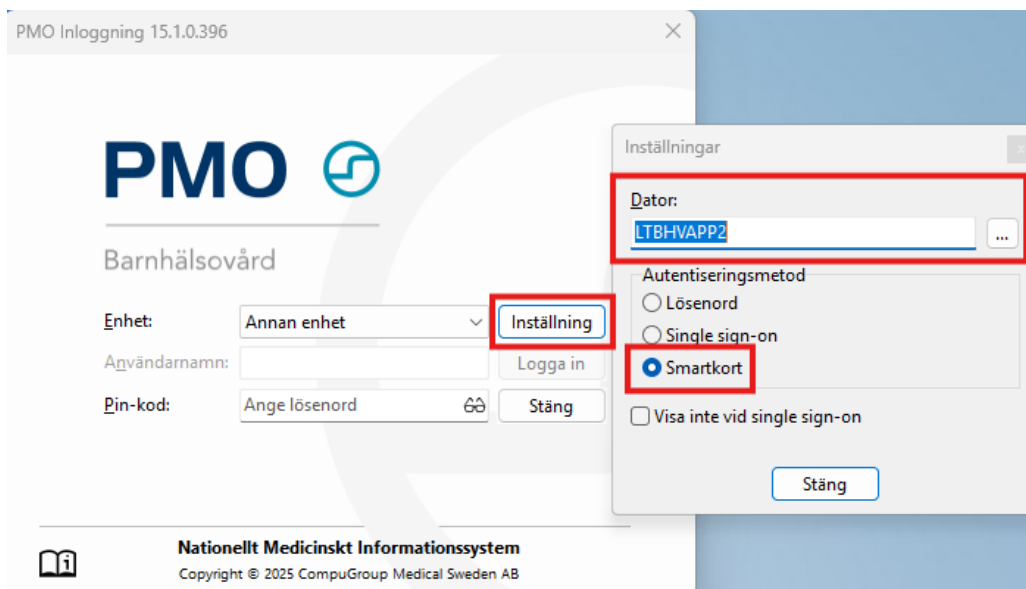 PMO Inloggning 15.1.0.396
PMO
Barnhälsovård
Enhet:
Annan enhet
Inställning
Användarnamn:
Logga in
Pin-kod:
Ange lösenord
Stäng
Nationellt Medicinskt Informationssystem
Copyright © 2025 CompuGroup Medical Sweden AB
Inställningar
x
Dator:
LTBHVAPP2
...
Autentiseringsmetod
Lösenord
Single sign-on
Smartkort
Visa inte vid single sign-on
Stäng